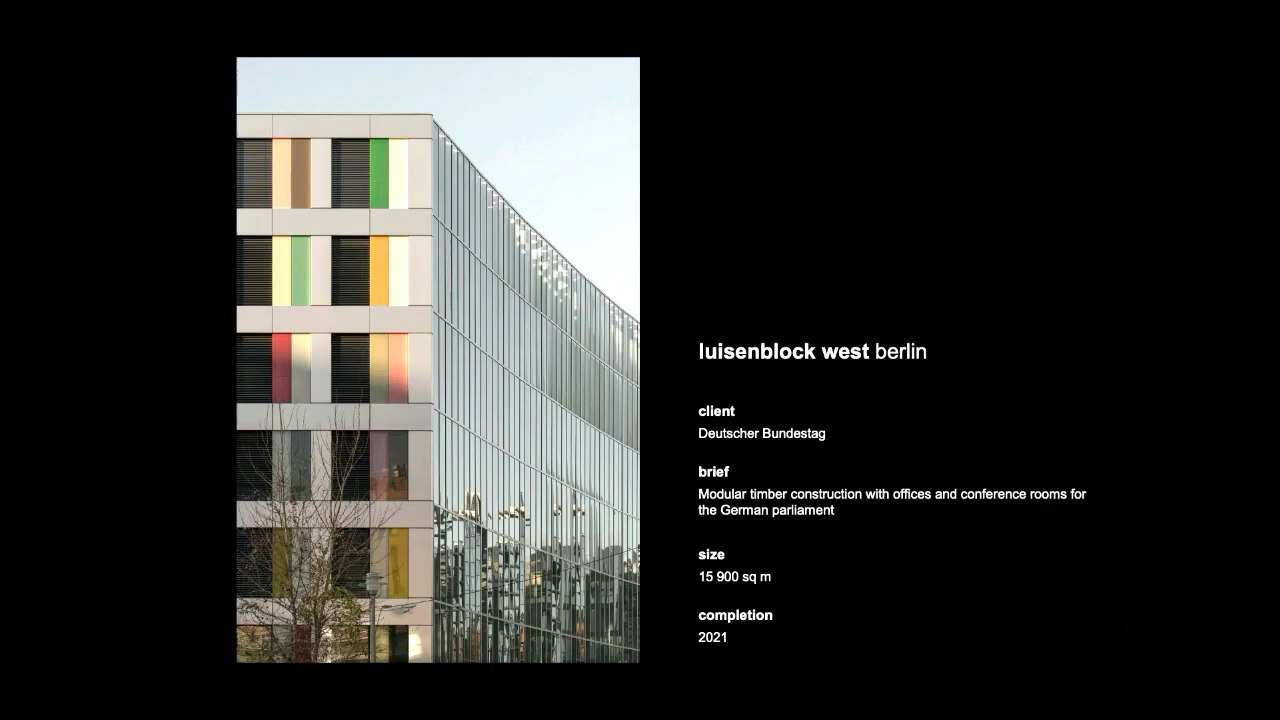 luisenblock west berlin
client
Deutscher Bundestag
brief
Modular timber construction with offices and conference rooms for
the German parliament
size
15 900 sq m
completion
2021